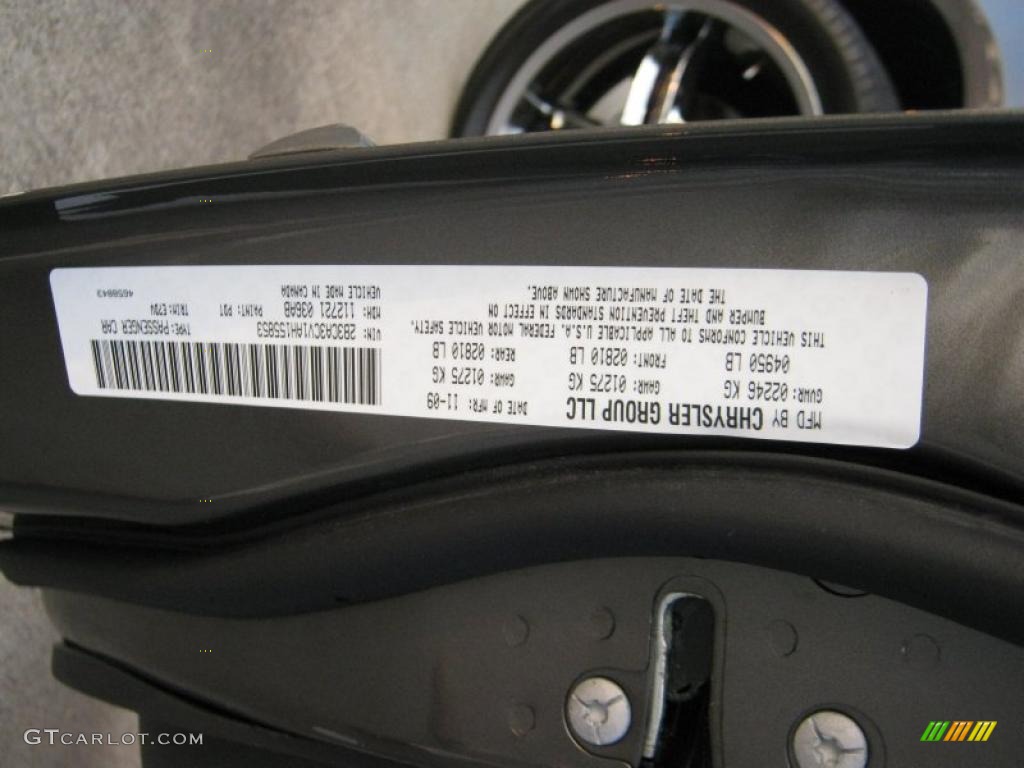 MFD BY CHRYSLER GROUP LLC DATE OF MFR: 11-09
GVWR: 02246 KG GAWR: 01275 KG GAWR: 01275 KG
04950 LB FRONT: 02810 LB REAR: 02810 LB
THIS VEHICLE CONFORMS TO ALL APPLICABLE U.S.A. FEDERAL MOTOR VEHICLE SAFETY,
BUMPER AND THEFT PREVENTION STANDARDS IN EFFECT ON
THE DATE OF MANUFACTURE SHOWN ABOVE.
VIN: 2B3CA3CV1AH155853 TYPE: PASSENGER CAR
MDH: 112721 036AB PAINT: PDT TRIM: E7DV
VEHICLE MADE IN CANADA 4658843
GTCARLOT.COM